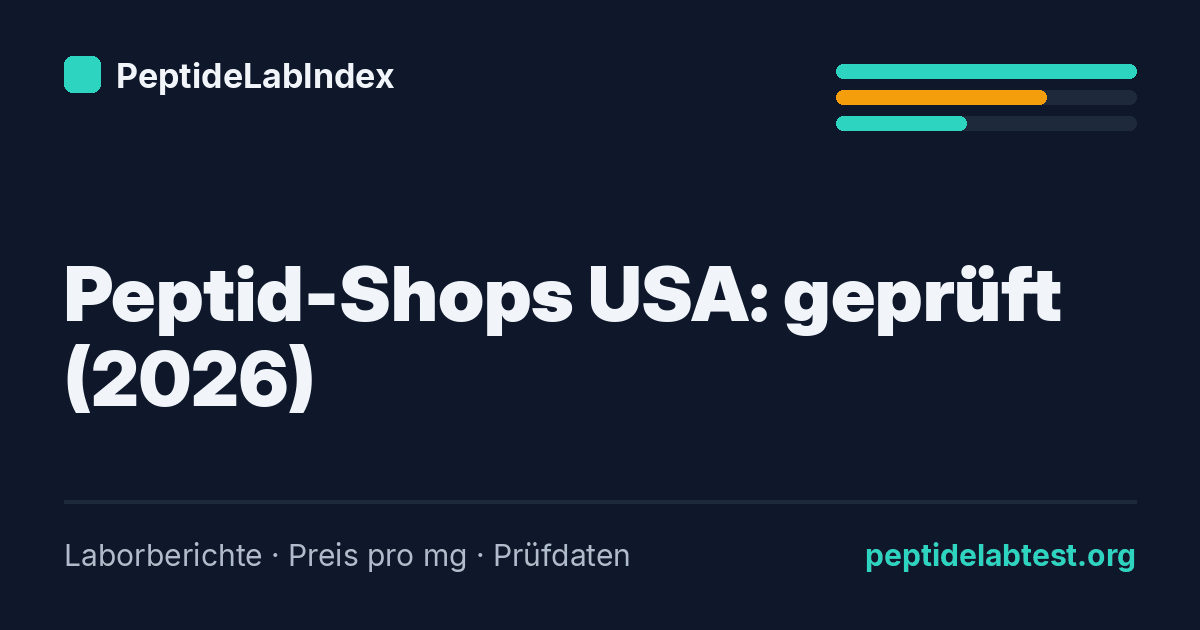 PeptideLabIndex
Peptid-Shops USA: geprüft
(2026)
Laborberichte · Preis pro mg · Prüfdaten
peptidelabtest.org